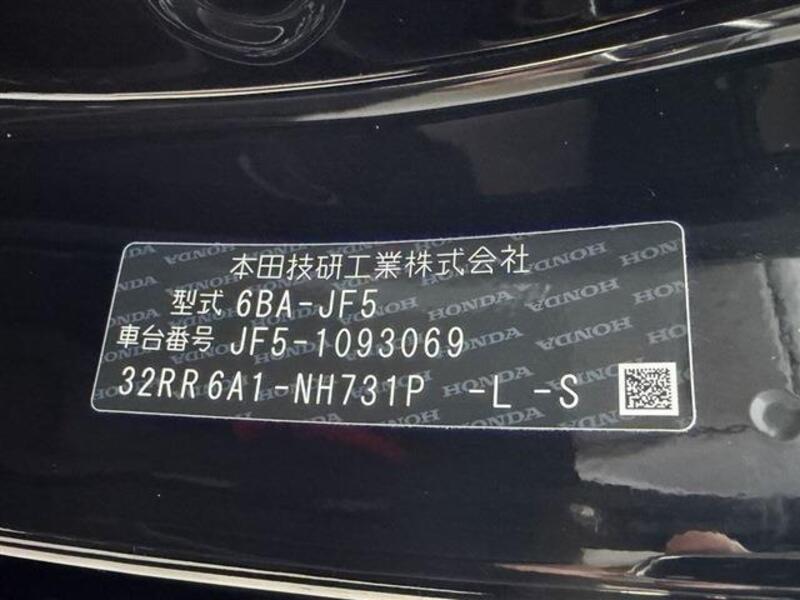 本田技研工業株式会社
型式 6BA-JF5
車台番号 JF5-1093069
32RR6A1-NH731P -L -S